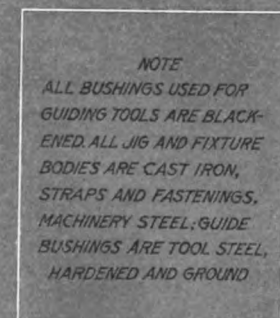 NOTE
ALL BUSHINGS USED FOR
GUIDING TOOLS ARE BLACK-
ENED. ALL JIG AND FIXTURE
BODIES ARE CAST IRON,
STRAPS AND FASTENINGS,
MACHINERY STEEL; GUIDE
BUSHINGS ARE TOOL STEEL,
HARDENED AND GROUND